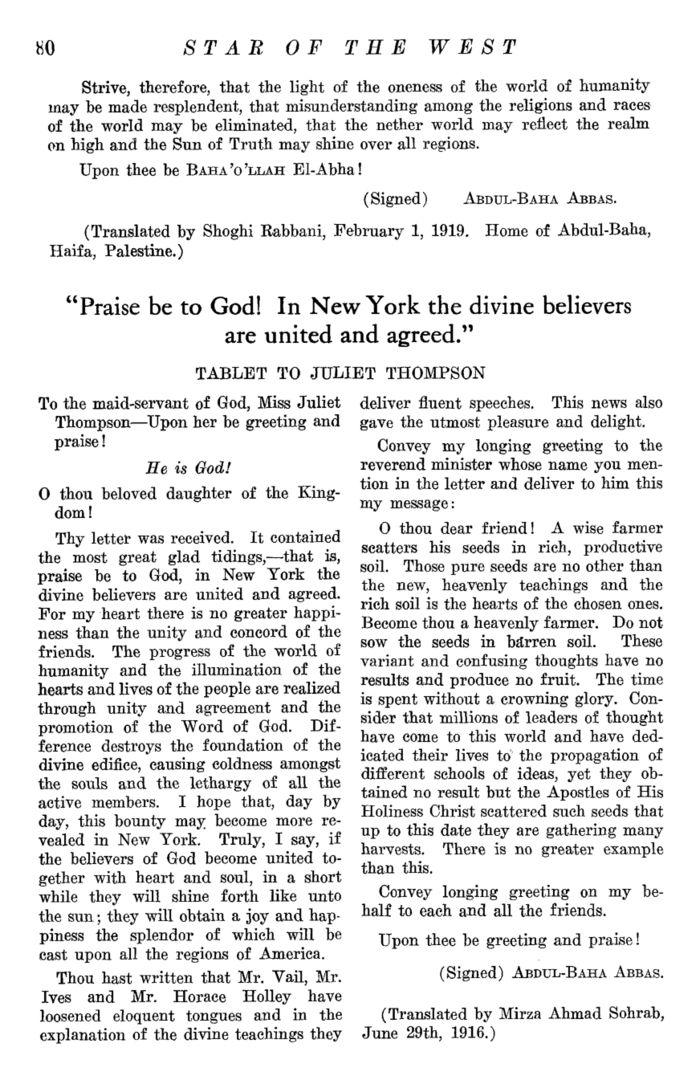 80 STAR OF THE WEST
Strive, therefore, that the light of the oneness of the world of humanity
may be made resplendent, that misunderstanding among the religions and races
of the world may be eliminated, that the nether world may reflect the realm
on high and the Sun of Truth may shine over all regions.
Upon thee be BAHA'O'LLAH El-Abha!
(Signed) ABDUL-BAHA ABBAS.
(Translated by Shoghi Rabbani, February 1, 1919. Home of Abdul-Baha,
Haifa, Palestine.)
"Praise be to God! In New York the divine believers
are united and agreed."
TABLET TO JULIET THOMPSON
To the maid-servant of God, Miss Juliet
Thompson—Upon her be greeting and
praise!
He is God!
O thou beloved daughter of the King-
dom!
Thy letter was received. It contained
the most great glad tidings,—that is,
praise be to God, in New York the
divine believers are united and agreed.
For my heart there is no greater happi-
ness than the unity and concord of the
friends. The progress of the world of
humanity and the illumination of the
hearts and lives of the people are realized
through unity and agreement and the
promotion of the Word of God. Dif-
ference destroys the foundation of the
divine edifice, causing coldness amongst
the souls and the lethargy of all the
active members. I hope that, day by
day, this bounty may become more re-
vealed in New York. Truly, I say, if
the believers of God become united to-
gether with heart and soul, in a short
while they will shine forth like unto
the sun; they will obtain a joy and hap-
piness the splendor of which will be
cast upon all the regions of America.
Thou hast written that Mr. Vail, Mr.
Ives and Mr. Horace Holley have
loosened eloquent tongues and in the
explanation of the divine teachings they
deliver fluent speeches. This news also
gave the utmost pleasure and delight.
Convey my longing greeting to the
reverend minister whose name you men-
tion in the letter and deliver to him this
my message:
O thou dear friend! A wise farmer
scatters his seeds in rich, productive
soil. Those pure seeds are no other than
the new, heavenly teachings and the
rich soil is the hearts of the chosen ones.
Become thou a heavenly farmer. Do not
sow the seeds in barren soil. These
variant and confusing thoughts have no
results and produce no fruit. The time
is spent without a crowning glory. Con-
sider that millions of leaders of thought
have come to this world and have ded-
icated their lives to the propagation of
different schools of ideas, yet they ob-
tained no result but the Apostles of His
Holiness Christ scattered such seeds that
up to this date they are gathering many
harvests. There is no greater example
than this.
Convey longing greeting on my be-
half to each and all the friends.
Upon thee be greeting and praise!
(Signed) ABDUL-BAHA ABBAS.
(Translated by Mirza Ahmad Sohrab,
June 29th, 1916.)